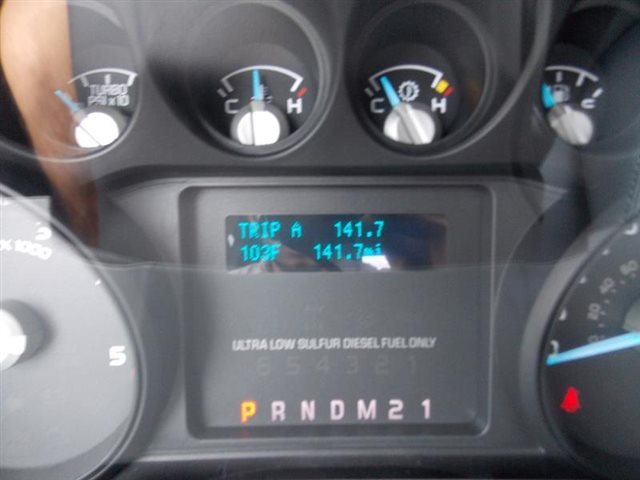 TURBO
PSI x10
C H
C H
E
TRIP A 141.7
103F 141.7mi
3
x1000
5
ULTRA LOW SULFUR DIESEL FUEL ONLY
6 5 4 3 2 1
P R N D M 2 1